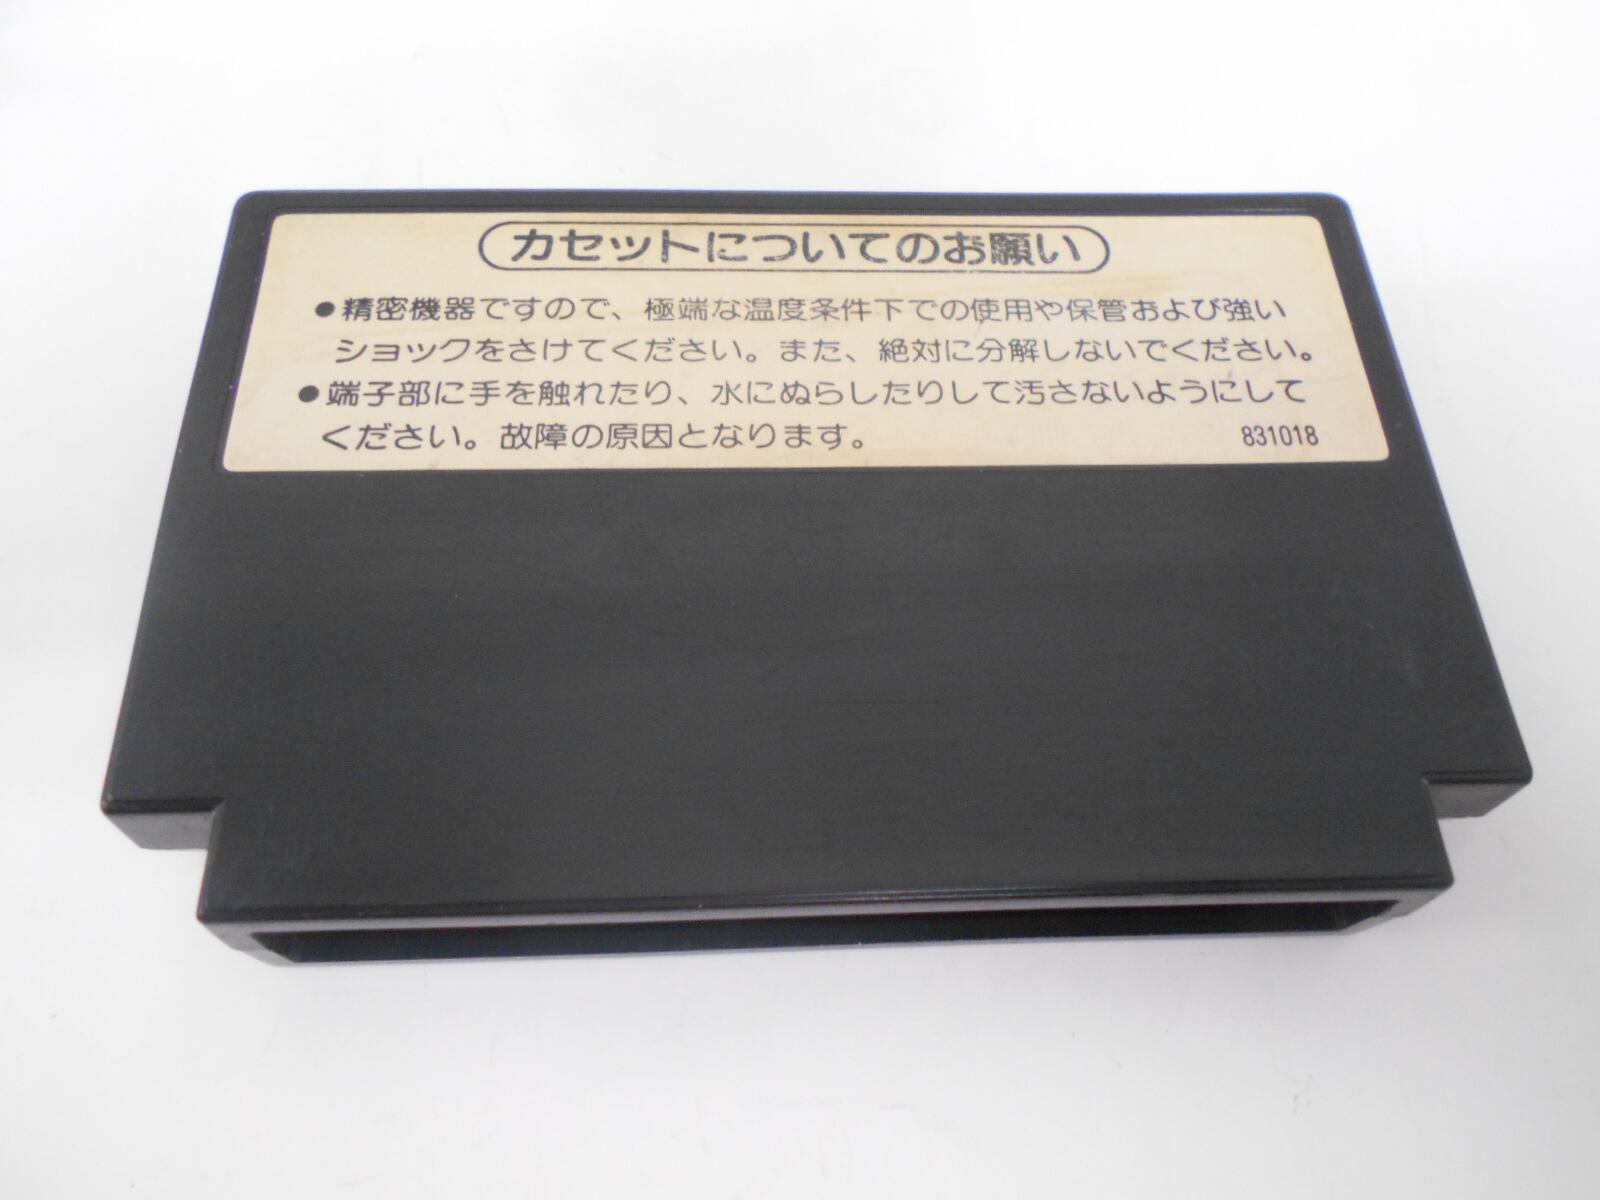 カセットについてのお願い
●精密機器ですので、極端な温度条件下での使用や保管および強い
ショックをさけてください。また、絶対に分解しないでください。
●端子部に手を触れたり、水にぬらしたりして汚さないようにして
ください。故障の原因となります。 831018